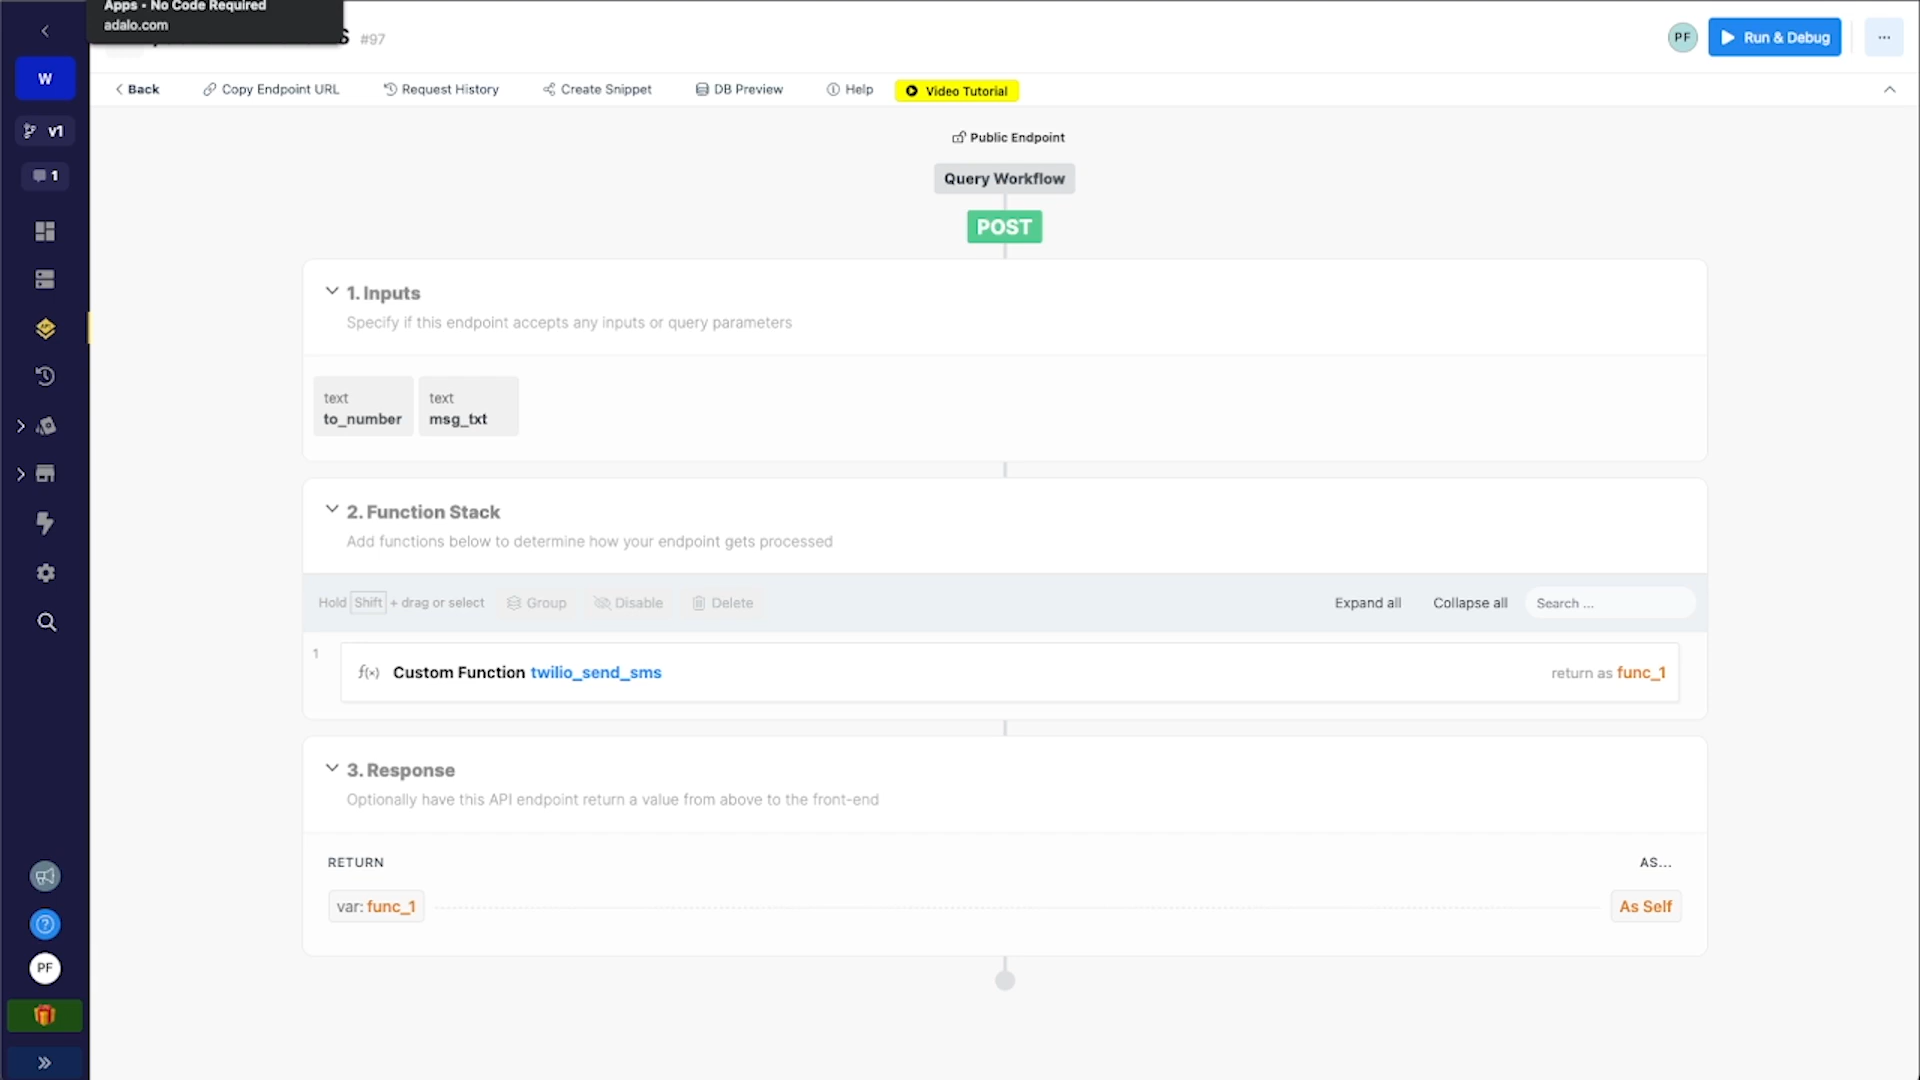 Apps • No Code Required
adalo.com
S #97
PF
Run & Debug
Back
Copy Endpoint URL
Request History
Create Snippet
DB Preview
Help
Video Tutorial
W
v1
1
Public Endpoint
Query Workflow
POST
1. Inputs
Specify if this endpoint accepts any inputs or query parameters
text
to_number
text
msg_txt
2. Function Stack
Add functions below to determine how your endpoint gets processed
Hold Shift + drag or select
Group
Disable
Delete
Expand all
Collapse all
Search ...
1
f(x) Custom Function twilio_send_sms
return as func_1
3. Response
Optionally have this API endpoint return a value from above to the front-end
RETURN
AS...
var: func_1
As Self
PF